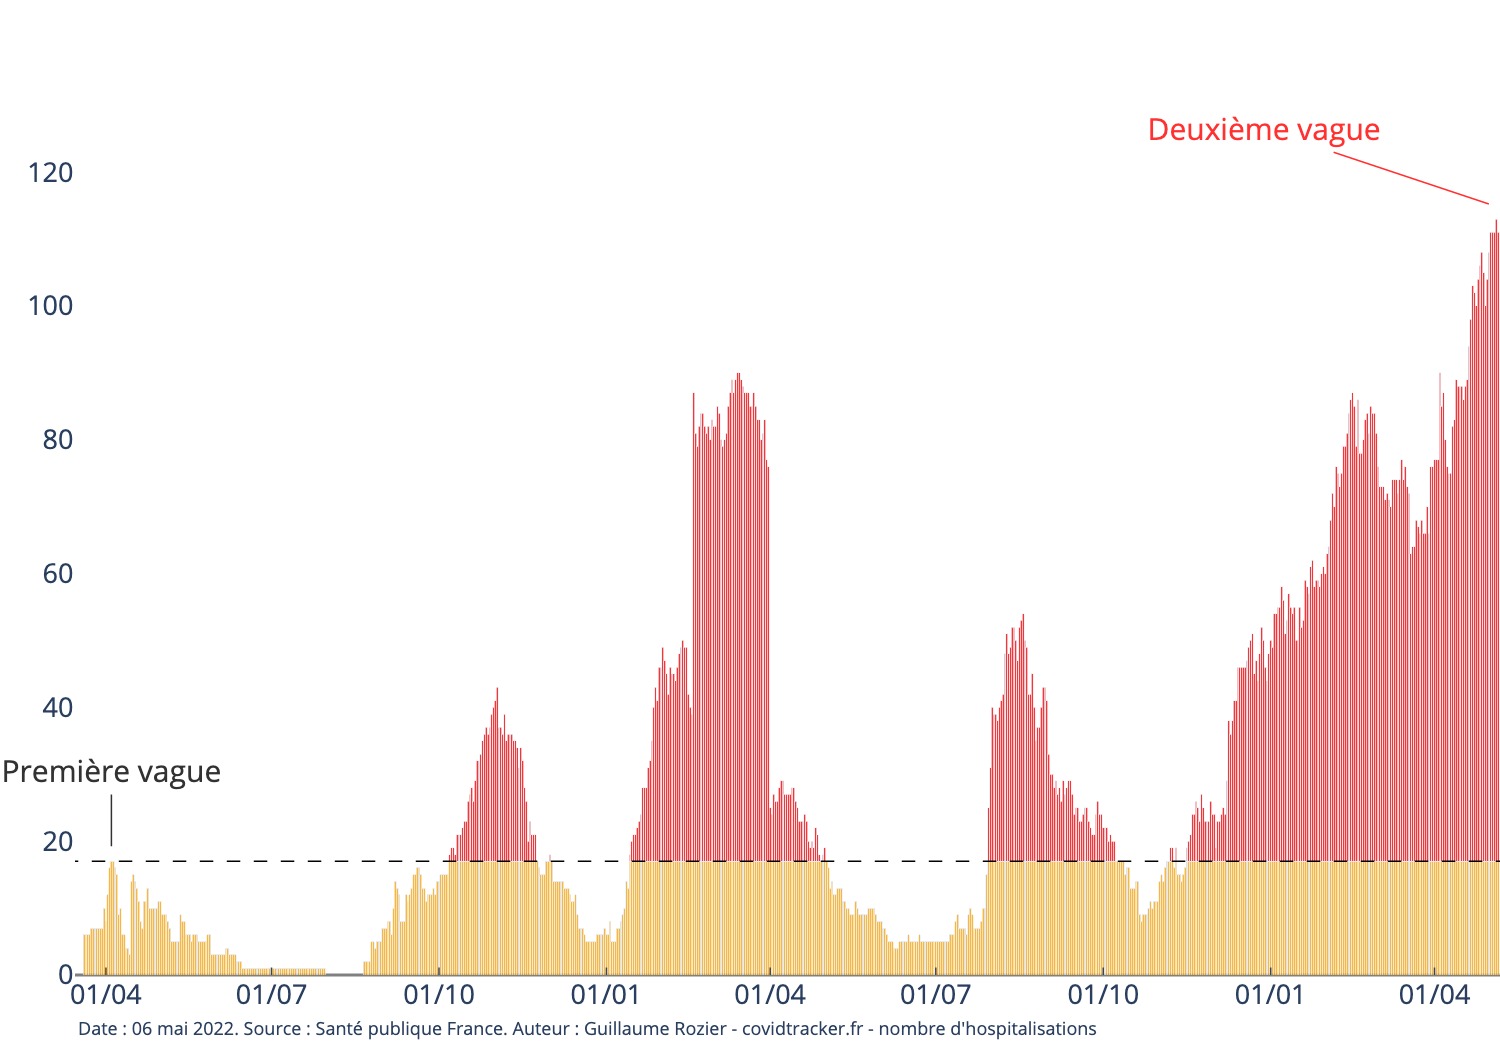 Deuxième vague
120
100
80
60
40
Première vague
20
0
01/04 01/07 01/10 01/01 01/04 01/07 01/10 01/01 01/04
Date : 06 mai 2022. Source : Santé publique France. Auteur : Guillaume Rozier - covidtracker.fr - nombre d'hospitalisations